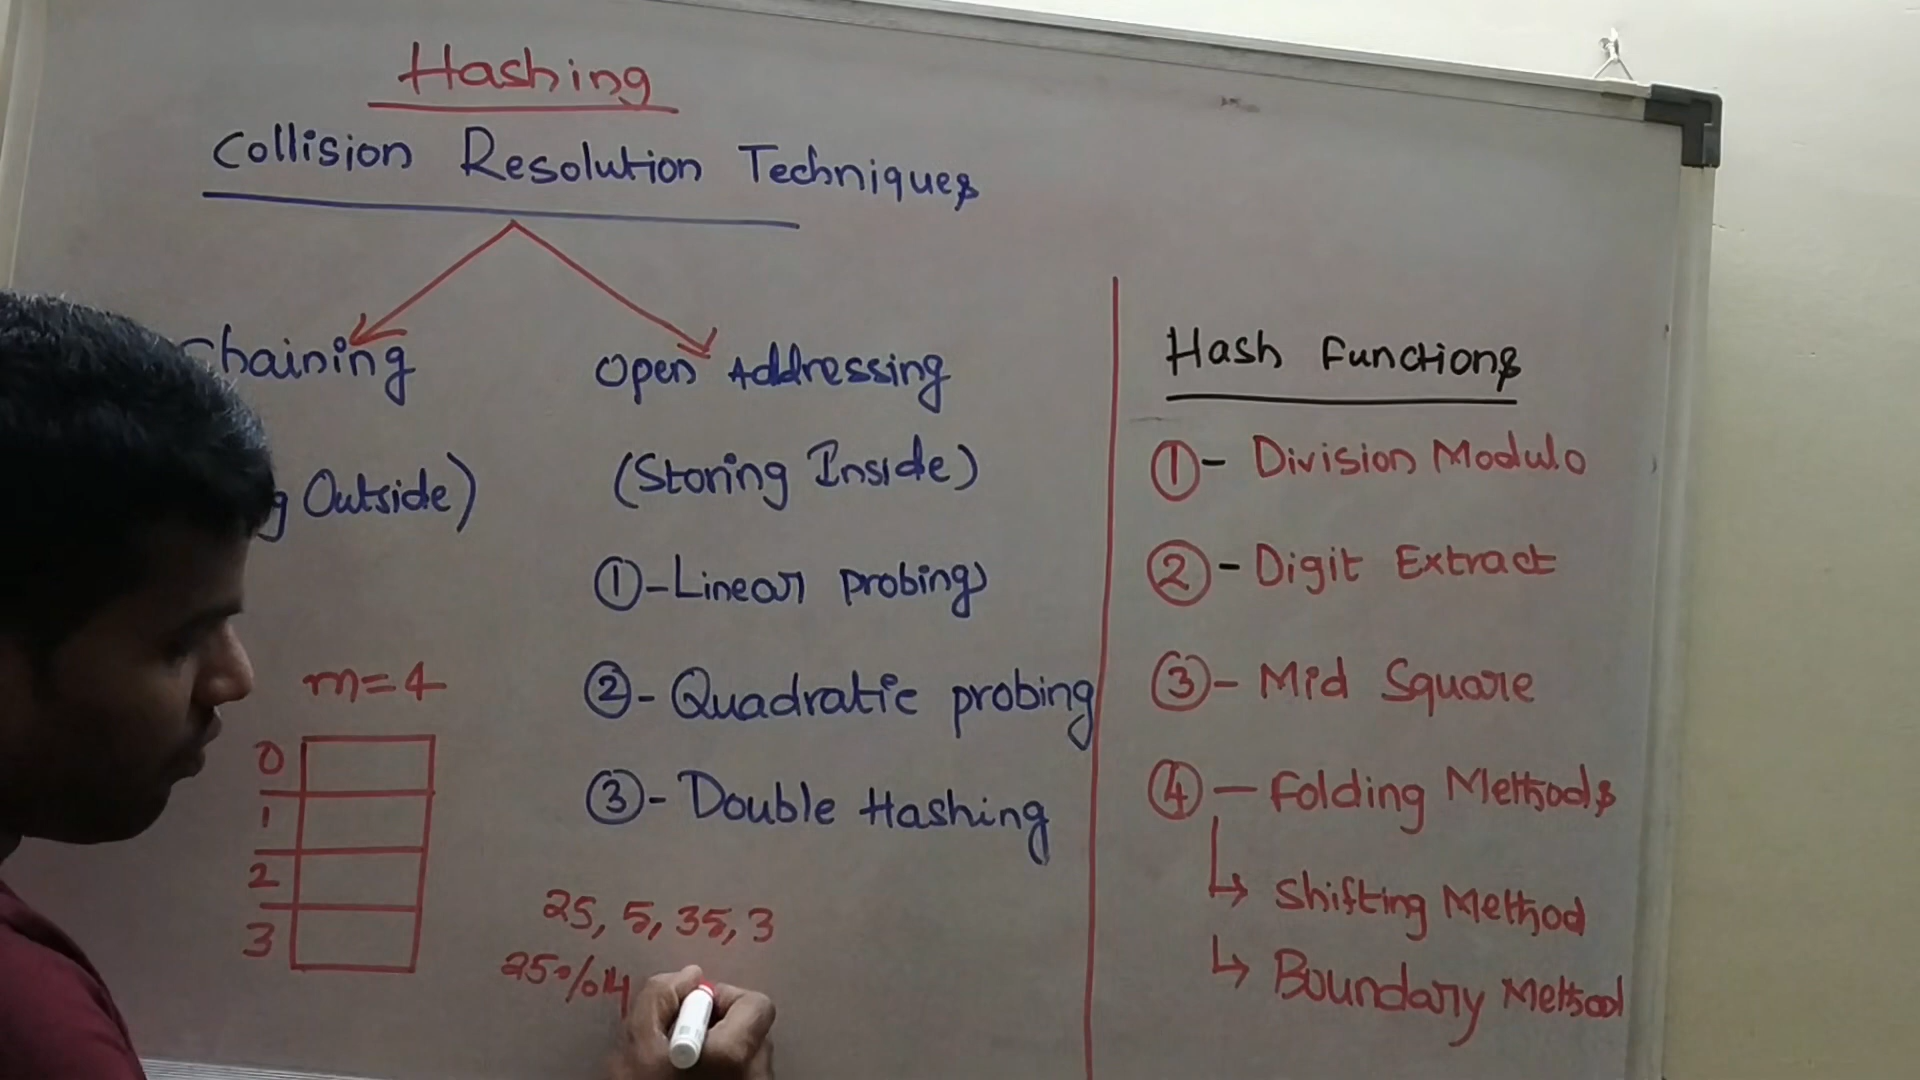 Hashing
Collision Resolution Techniques
Chaining
Outside)
m=4
0
1
2
3
Open Addressing
(Storing Inside)
①-Linear probing
②-Quadratic probing
③-Double Hashing
25, 5, 35, 3
25%4
Hash Functions
①- Division Modulo
②- Digit Extract
③- Mid Square
④- Folding Methods
↳ Shifting Method
↳ Boundary Method